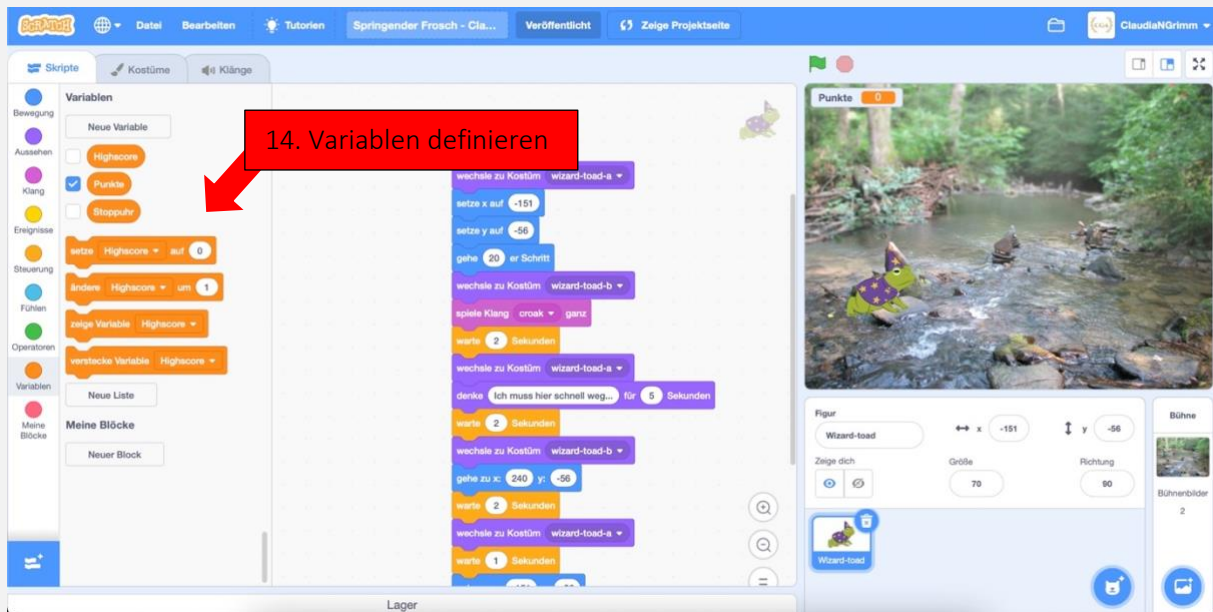 SCRATCH
Datei
Bearbeiten
Tutorien
Springender Frosch - Cla...
Veröffentlicht
Zeige Projektseite
ClaudiaNGrimm
Skripte
Kostüme
Klänge
Bewegung
Aussehen
Klang
Ereignisse
Steuerung
Fühlen
Operatoren
Variablen
Meine
Blöcke
Variablen
Neue Variable
Highscore
Punkte
Stoppuhr
setze Highscore auf 0
ändere Highscore um 1
zeige Variable Highscore
verstecke Variable Highscore
Neue Liste
Meine Blöcke
Neuer Block
14. Variablen definieren
wechsle zu Kostüm wizard-toad-a
setze x auf -151
setze y auf -56
gehe 20 er Schritt
wechsle zu Kostüm wizard-toad-b
spiele Klang croak ganz
warte 2 Sekunden
wechsle zu Kostüm wizard-toad-a
denke Ich muss hier schnell weg... für 5 Sekunden
warte 2 Sekunden
wechsle zu Kostüm wizard-toad-b
gehe zu x: 240 y: -56
warte 2 Sekunden
wechsle zu Kostüm wizard-toad-a
warte 1 Sekunden
Lager
Punkte 0
Figur
Wizard-toad
x -151
y -56
Zeige dich
Größe
70
Richtung
90
Wizard-toad
Bühne
Bühnenbilder
2